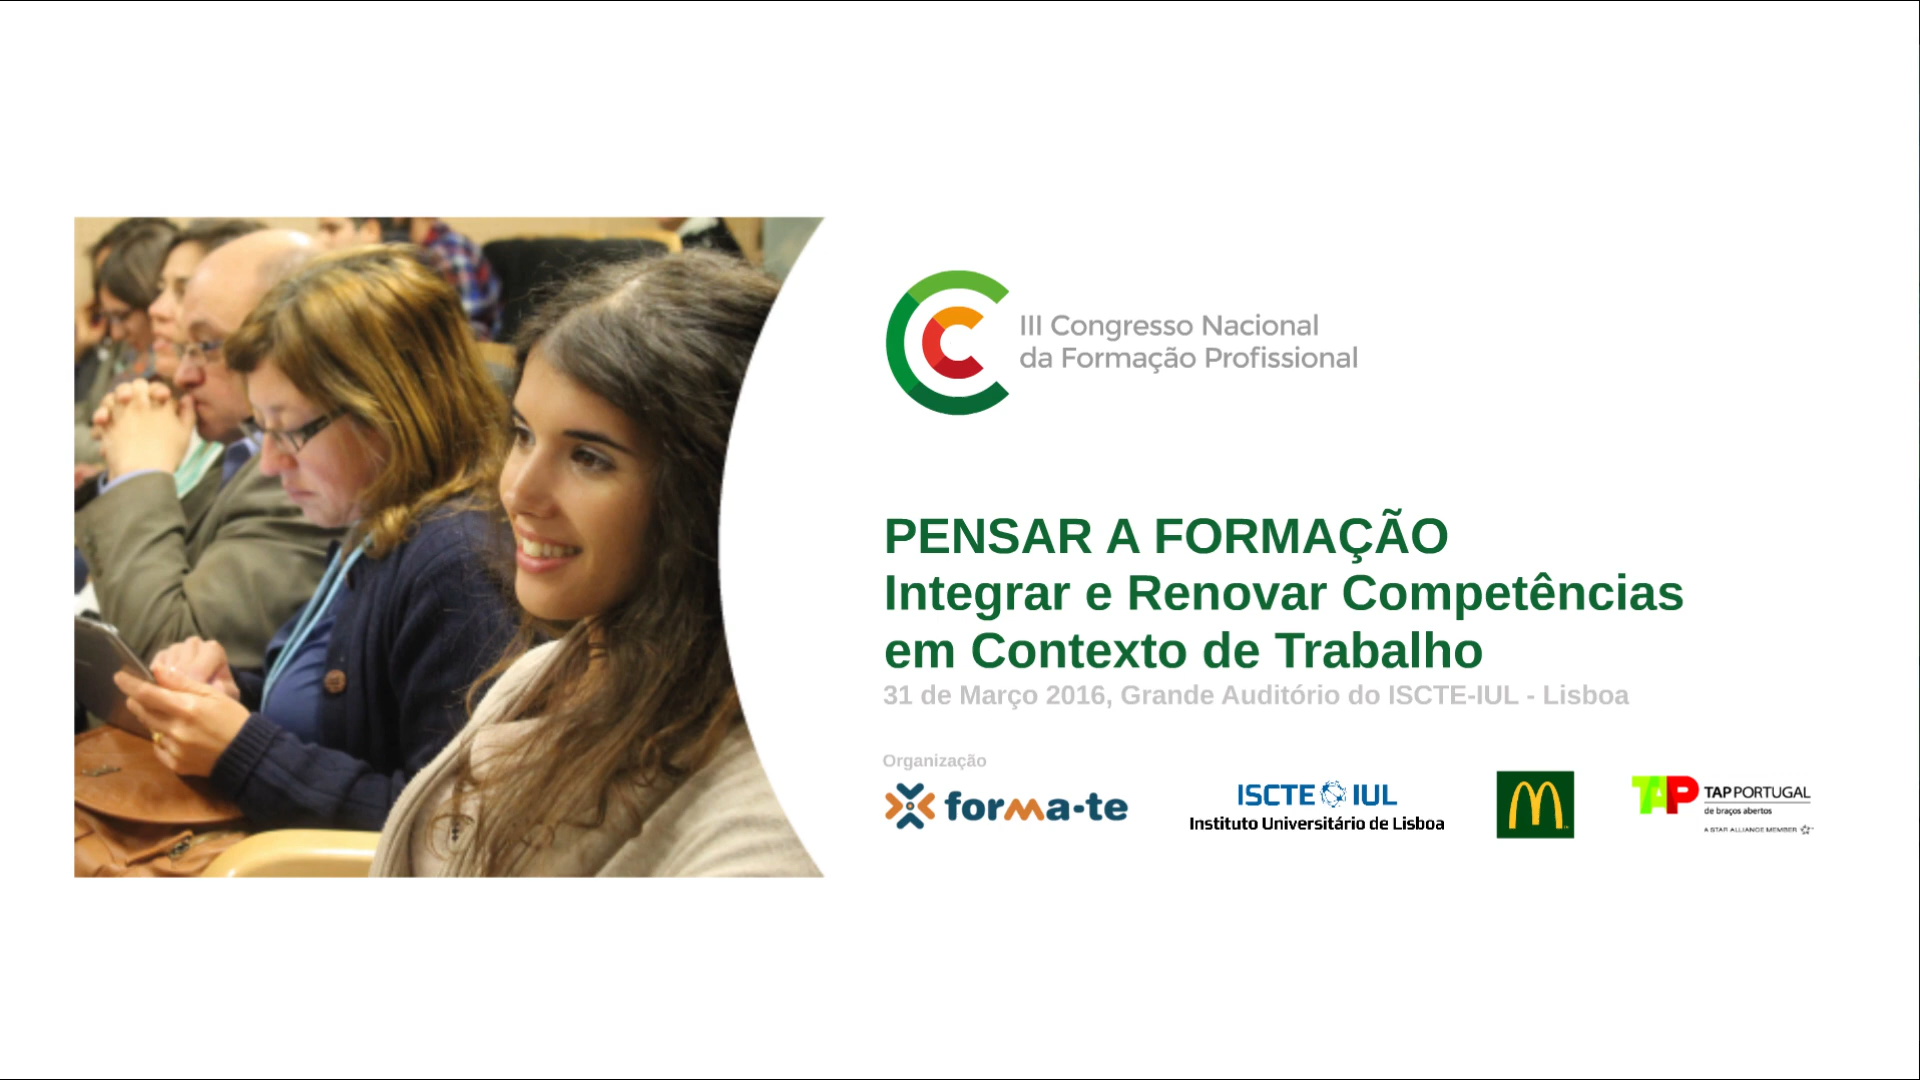 III Congresso Nacional
da Formação Profissional
PENSAR A FORMAÇÃO
Integrar e Renovar Competências
em Contexto de Trabalho
31 de Março 2016, Grande Auditório do ISCTE-IUL - Lisboa
Organização
forma-te
ISCTE IUL
Instituto Universitário de Lisboa
M
TAP
TAP PORTUGAL
de braços abertos
A STAR ALLIANCE MEMBER